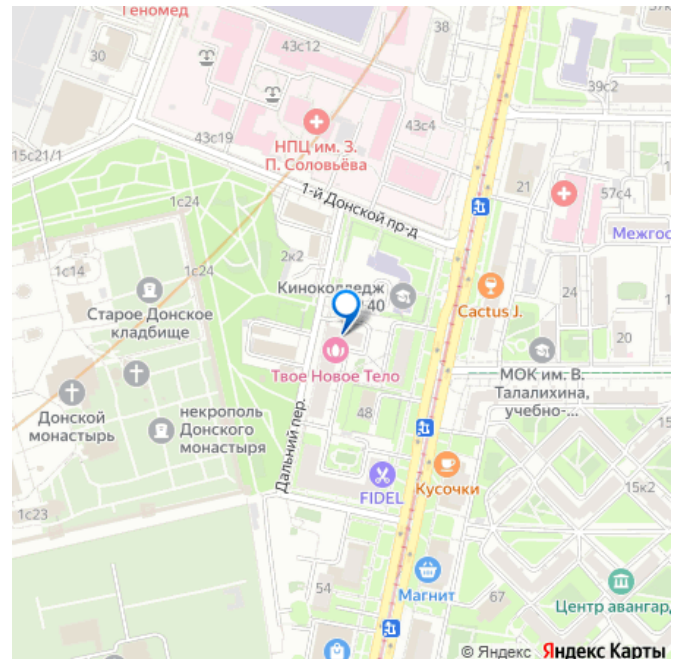 Геномед
38
37к
30
43с12
39с2
43с19
43с4
НПЦ им. З.
П. Соловьёва
15с21/1
1-й Донской пр-д
21
57с4
1с24
Межгос
2к2
1с14
1с24
Киноколледж
40
24
Cactus J.
Старое Донское
кладбище
20
Твое Новое Тело
МОК им. В.
Талалихина,
учебно-...
Донской
монастырь
некрополь
Донского
монастыря
48
Дальний пер.
FIDEL
Кусочки
15к2
1с23
54
Магнит
67
Центр авангард
© Яндекс Яндекс Карты